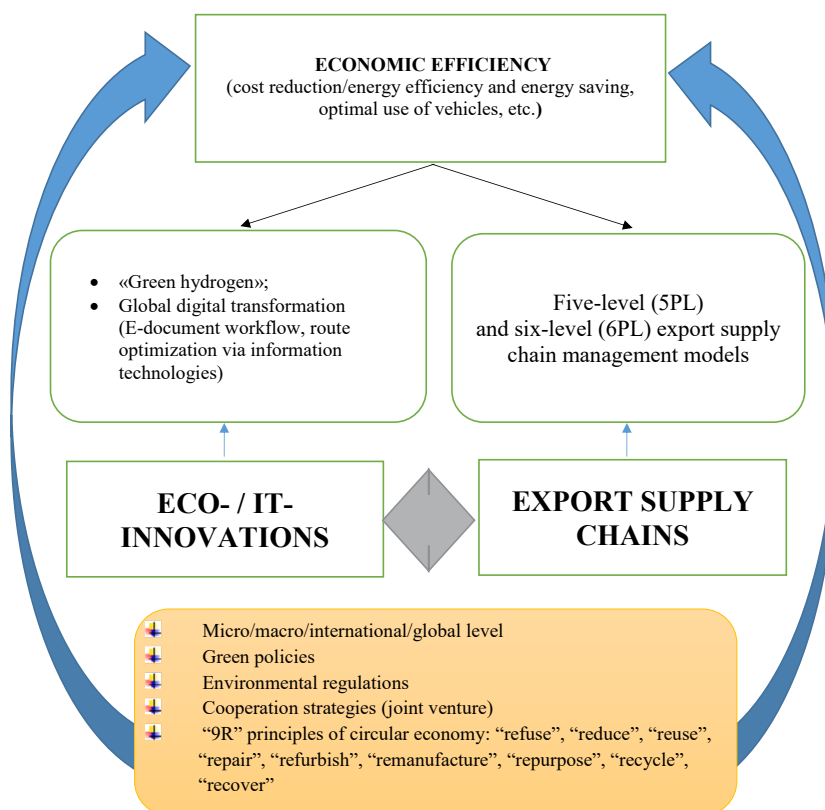 ECONOMIC EFFICIENCY
(cost reduction/energy efficiency and energy saving,
optimal use of vehicles, etc.)
«Green hydrogen»;
Global digital transformation
(E-document workflow, route
optimization via information
technologies)
Five-level (5PL)
and six-level (6PL) export supply
chain management models
ECO- / IT-
INNOVATIONS
EXPORT SUPPLY
CHAINS
Micro/macro/international/global level
Green policies
Environmental regulations
Cooperation strategies (joint venture)
“9R” principles of circular economy: “refuse”, “reduce”, “reuse”,
“repair”, “refurbish”, “remanufacture”, “repurpose”, “recycle”,
“recover”